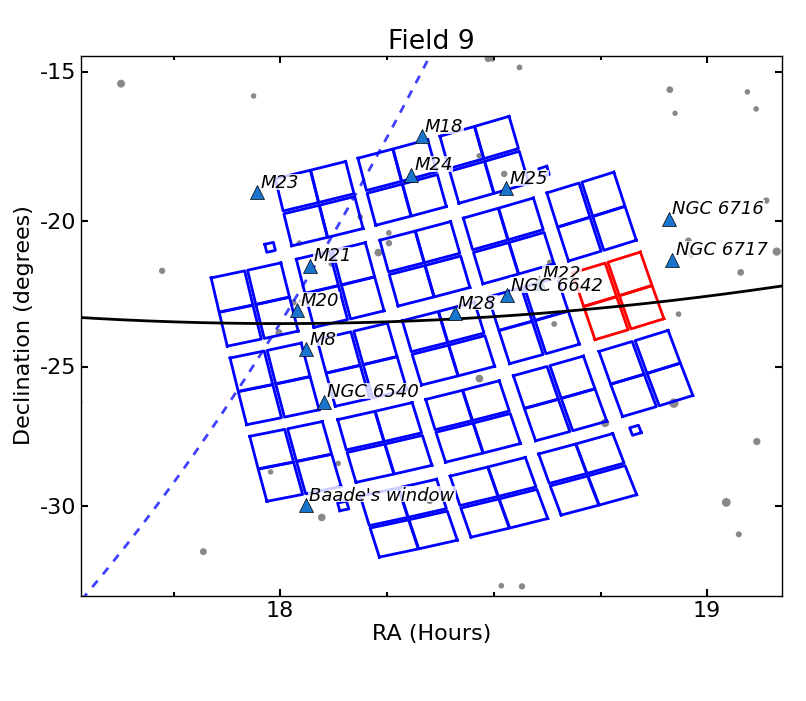 Field 9
-15
-20
-25
-30
Declination (degrees)
M18
M24
M25
M23
NGC 6716
NGC 6717
M21
M22
NGC 6642
M20
M28
M8
NGC 6540
Baade's window
18
19
RA (Hours)